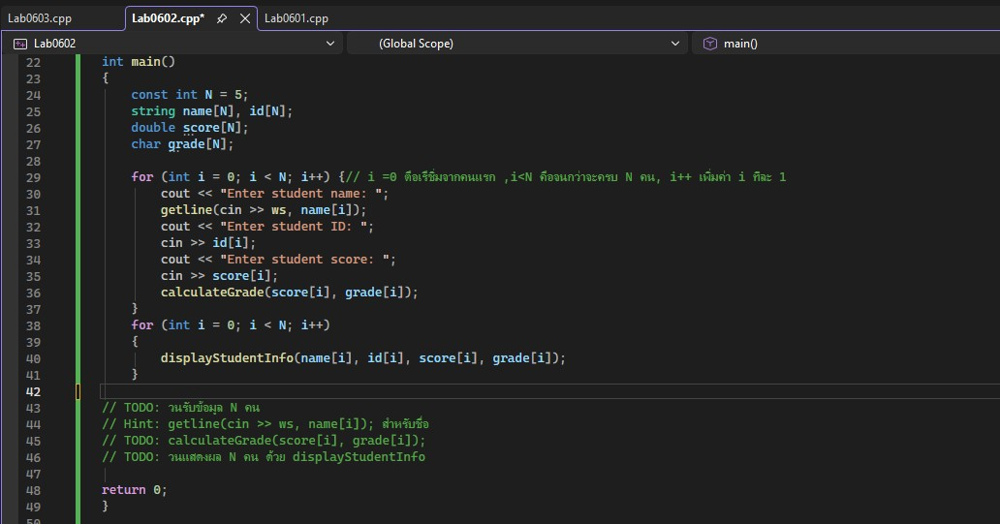 Lab0603.cpp Lab0602.cpp* Lab0601.cpp
Lab0602 (Global Scope) main()
22 int main()
23 {
24 const int N = 5;
25 string name[N], id[N];
26 double score[N];
27 char grade[N];
28
29 for (int i = 0; i < N; i++) {// i =0 คือเริ่มจากคนแรก ,i<N คือจนกว่าจะครบ N คน, i++ เพิ่มค่า i ทีละ 1
30 cout << "Enter student name: ";
31 getline(cin >> ws, name[i]);
32 cout << "Enter student ID: ";
33 cin >> id[i];
34 cout << "Enter student score: ";
35 cin >> score[i];
36 calculateGrade(score[i], grade[i]);
37 }
38 for (int i = 0; i < N; i++)
39 {
40 displayStudentInfo(name[i], id[i], score[i], grade[i]);
41 }
42
43 // TODO: วนรับข้อมูล N คน
44 // Hint: getline(cin >> ws, name[i]); สำหรับชื่อ
45 // TODO: calculateGrade(score[i], grade[i]);
46 // TODO: วนแสดงผล N คน ด้วย displayStudentInfo
47
48 return 0;
49 }
50